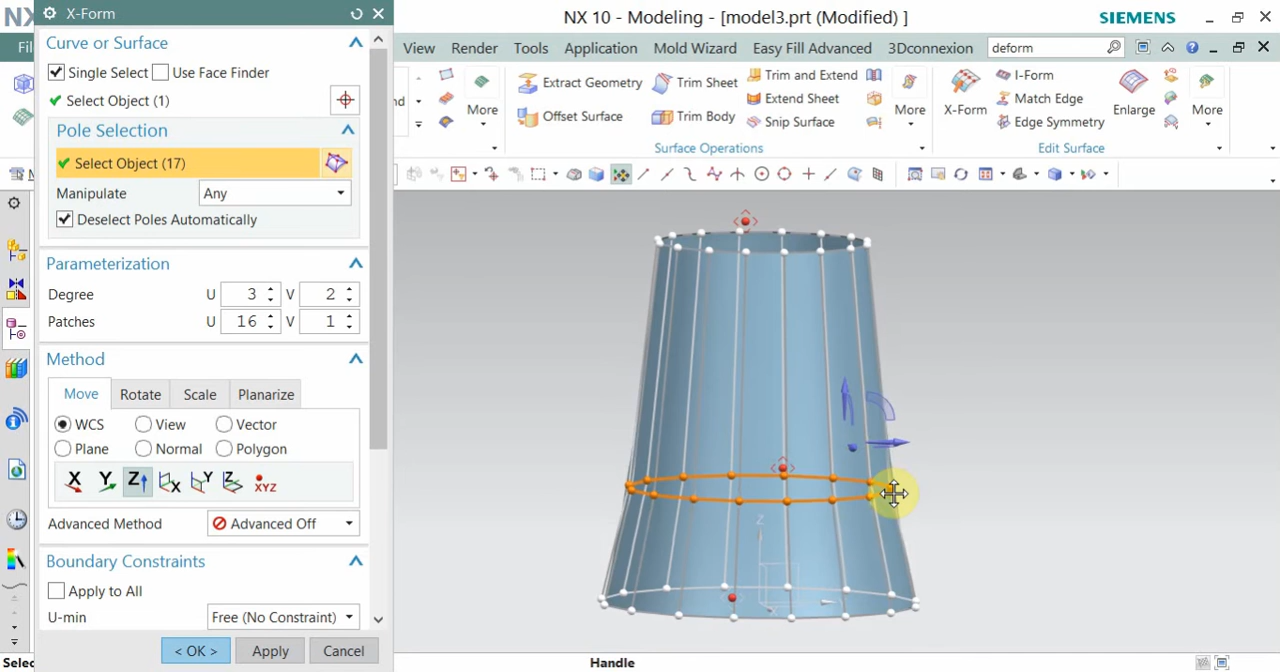 NX
X-Form
NX 10 - Modeling - [model3.prt (Modified) ]
SIEMENS
Fil
View
Render
Tools
Application
Mold Wizard
Easy Fill Advanced
3Dconnexion
deform
Curve or Surface
Single Select
Use Face Finder
Select Object (1)
Pole Selection
Select Object (17)
Manipulate
Any
Deselect Poles Automatically
Parameterization
Degree
U
3
V
2
Patches
U
16
V
1
Method
Move
Rotate
Scale
Planarize
WCS
View
Vector
Plane
Normal
Polygon
X
Y
Z
X
Y
Z
XYZ
Advanced Method
Advanced Off
Boundary Constraints
Apply to All
U-min
Free (No Constraint)
< OK >
Apply
Cancel
nd
More
Extract Geometry
Offset Surface
Trim Sheet
Trim Body
Trim and Extend
Extend Sheet
Snip Surface
More
Surface Operations
X-Form
I-Form
Match Edge
Edge Symmetry
Enlarge
More
Edit Surface
M
Z
Selec
Handle